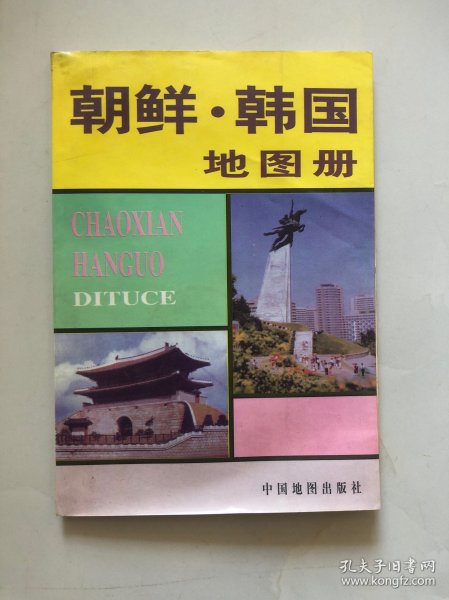 朝鲜·韩国
地图册
CHAOXIAN
HANGUO
DITUCE
中国地图出版社
孔夫子旧书网
www.kongfz.com